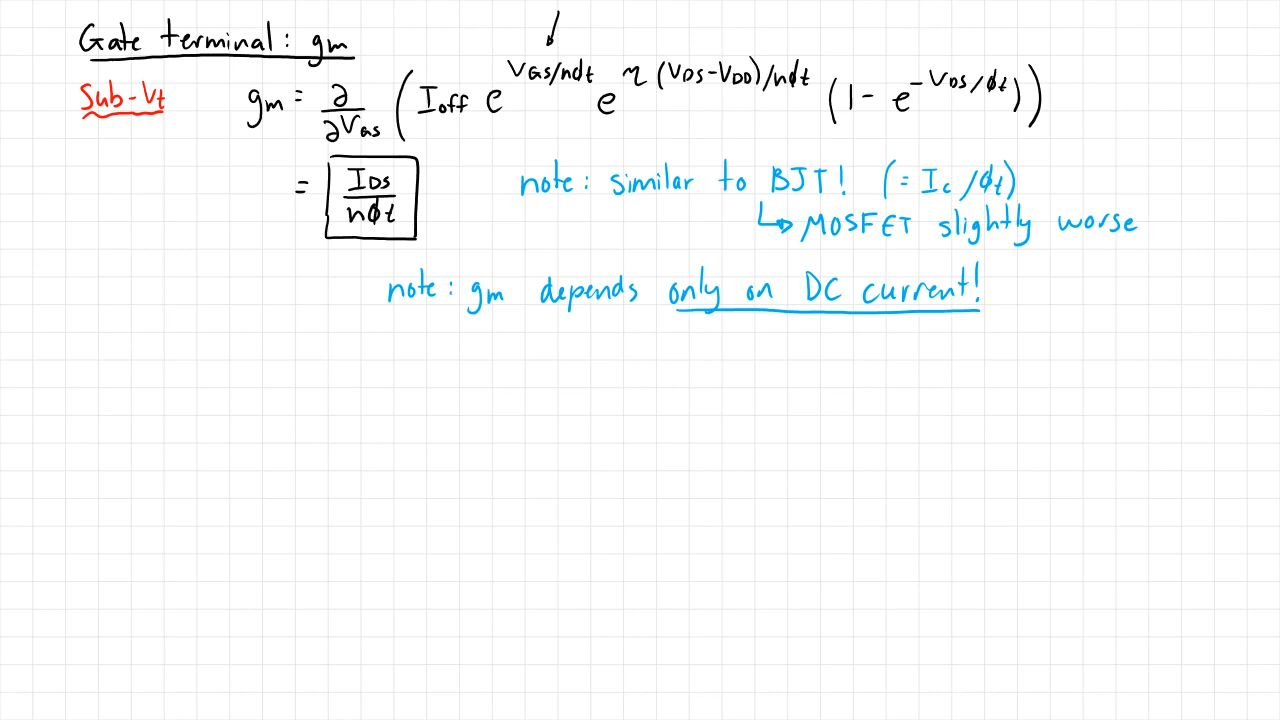 Gate terminal: gm
Sub-Vt gm = ∂/∂VGS (Ioff e^(VGS/nϕt) e^(η(VDS-VDD)/nϕt) (1 - e^(-VDS/ϕt)))
= IDS/nϕt note: similar to BJT! (= Ic/ϕt)
↳ MOSFET slightly worse
note: gm depends only on DC current!